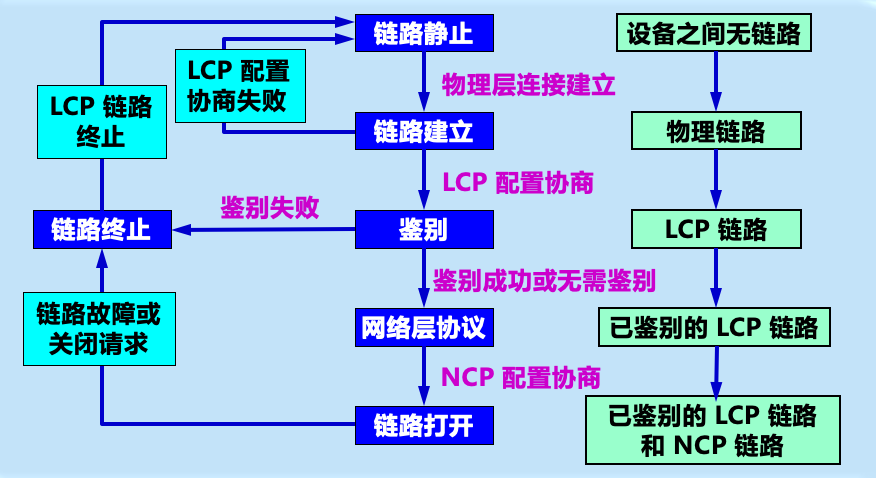 链路静止
设备之间无链路
LCP 配置
协商失败
物理层连接建立
LCP 链路
终止
链路建立
物理链路
LCP 配置协商
鉴别失败
链路终止
鉴别
LCP 链路
鉴别成功或无需鉴别
链路故障或
关闭请求
网络层协议
已鉴别的 LCP 链路
NCP 配置协商
链路打开
已鉴别的 LCP 链路
和 NCP 链路